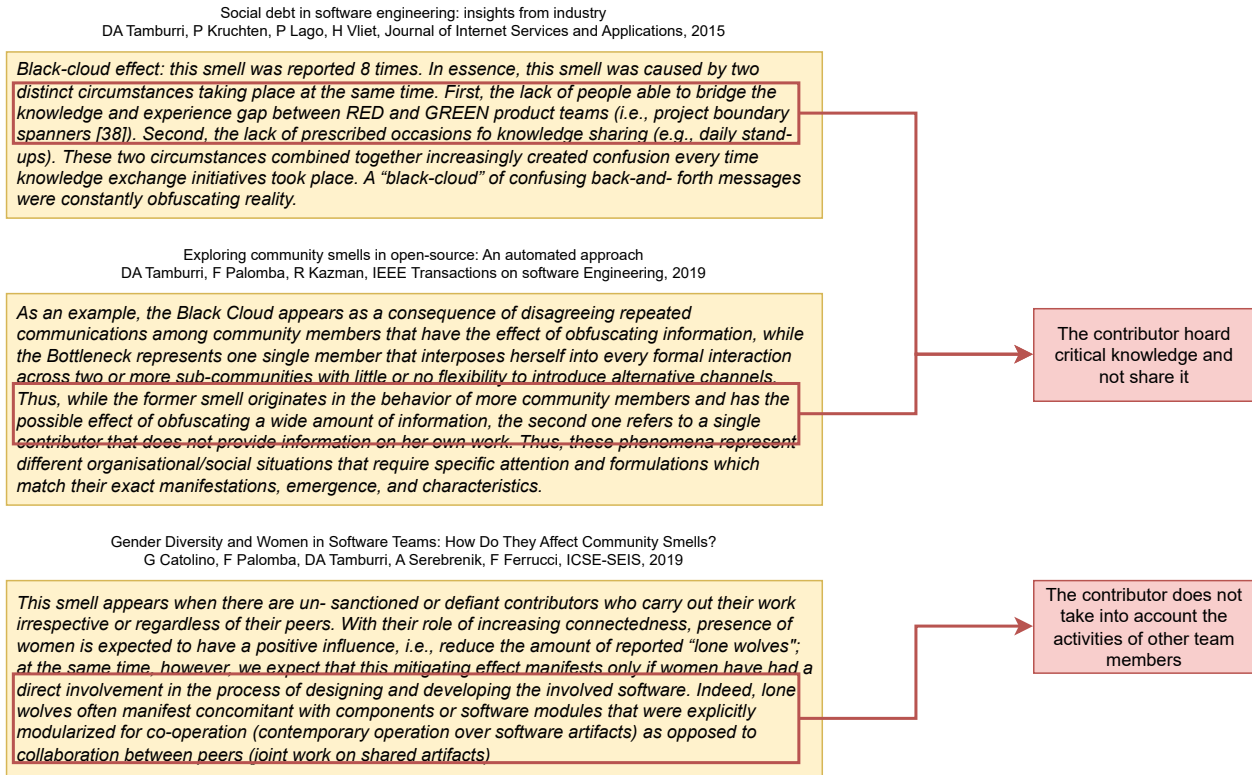 Social debt in software engineering: insights from industry
DA Tamburri, P Kruchten, P Lago, H Vliet, Journal of Internet Services and Applications, 2015
Black-cloud effect: this smell was reported 8 times. In essence, this smell was caused by two
distinct circumstances taking place at the same time. First, the lack of people able to bridge the
knowledge and experience gap between RED and GREEN product teams (i.e., project boundary
spanners [38]). Second, the lack of prescribed occasions fo knowledge sharing (e.g., daily stand-
ups). These two circumstances combined together increasingly created confusion every time
knowledge exchange initiatives took place. A “black-cloud” of confusing back-and- forth messages
were constantly obfuscating reality.
Exploring community smells in open-source: An automated approach
DA Tamburri, F Palomba, R Kazman, IEEE Transactions on software Engineering, 2019
As an example, the Black Cloud appears as a consequence of disagreeing repeated
communications among community members that have the effect of obfuscating information, while
the Bottleneck represents one single member that interposes herself into every formal interaction
across two or more sub-communities with little or no flexibility to introduce alternative channels.
Thus, while the former smell originates in the behavior of more community members and has the
possible effect of obfuscating a wide amount of information, the second one refers to a single
contributor that does not provide information on her own work. Thus, these phenomena represent
different organisational/social situations that require specific attention and formulations which
match their exact manifestations, emergence, and characteristics.
The contributor hoard
critical knowledge and
not share it
Gender Diversity and Women in Software Teams: How Do They Affect Community Smells?
G Catolino, F Palomba, DA Tamburri, A Serebrenik, F Ferrucci, ICSE-SEIS, 2019
This smell appears when there are un- sanctioned or defiant contributors who carry out their work
irrespective or regardless of their peers. With their role of increasing connectedness, presence of
women is expected to have a positive influence, i.e., reduce the amount of reported “lone wolves";
at the same time, however, we expect that this mitigating effect manifests only if women have had a
direct involvement in the process of designing and developing the involved software. Indeed, lone
wolves often manifest concomitant with components or software modules that were explicitly
modularized for co-operation (contemporary operation over software artifacts) as opposed to
collaboration between peers (joint work on shared artifacts)
The contributor does not
take into account the
activities of other team
members